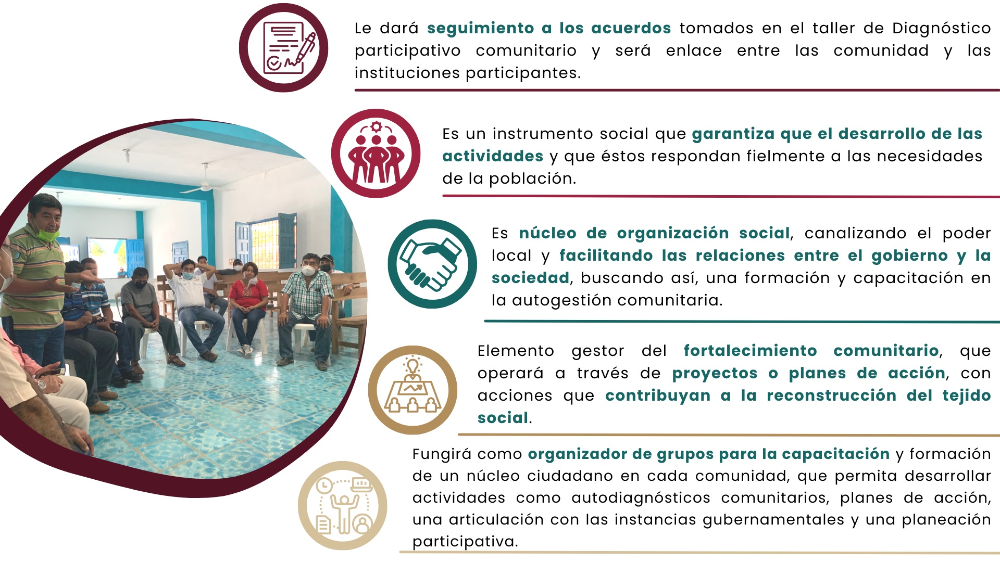 Le dará seguimiento a los acuerdos tomados en el taller de Diagnóstico
participativo comunitario y será enlace entre las comunidad y las
instituciones participantes.
Es un instrumento social que garantiza que el desarrollo de las
actividades y que éstos respondan fielmente a las necesidades
de la población.
Es núcleo de organización social, canalizando el poder
local y facilitando las relaciones entre el gobierno y la
sociedad, buscando así, una formación y capacitación en
la autogestión comunitaria.
Elemento gestor del fortalecimiento comunitario, que
operará a través de proyectos o planes de acción, con
acciones que contribuyan a la reconstrucción del tejido
social.
Fungirá como organizador de grupos para la capacitación y formación
de un núcleo ciudadano en cada comunidad, que permita desarrollar
actividades como autodiagnósticos comunitarios, planes de acción,
una articulación con las instancias gubernamentales y una planeación
participativa.